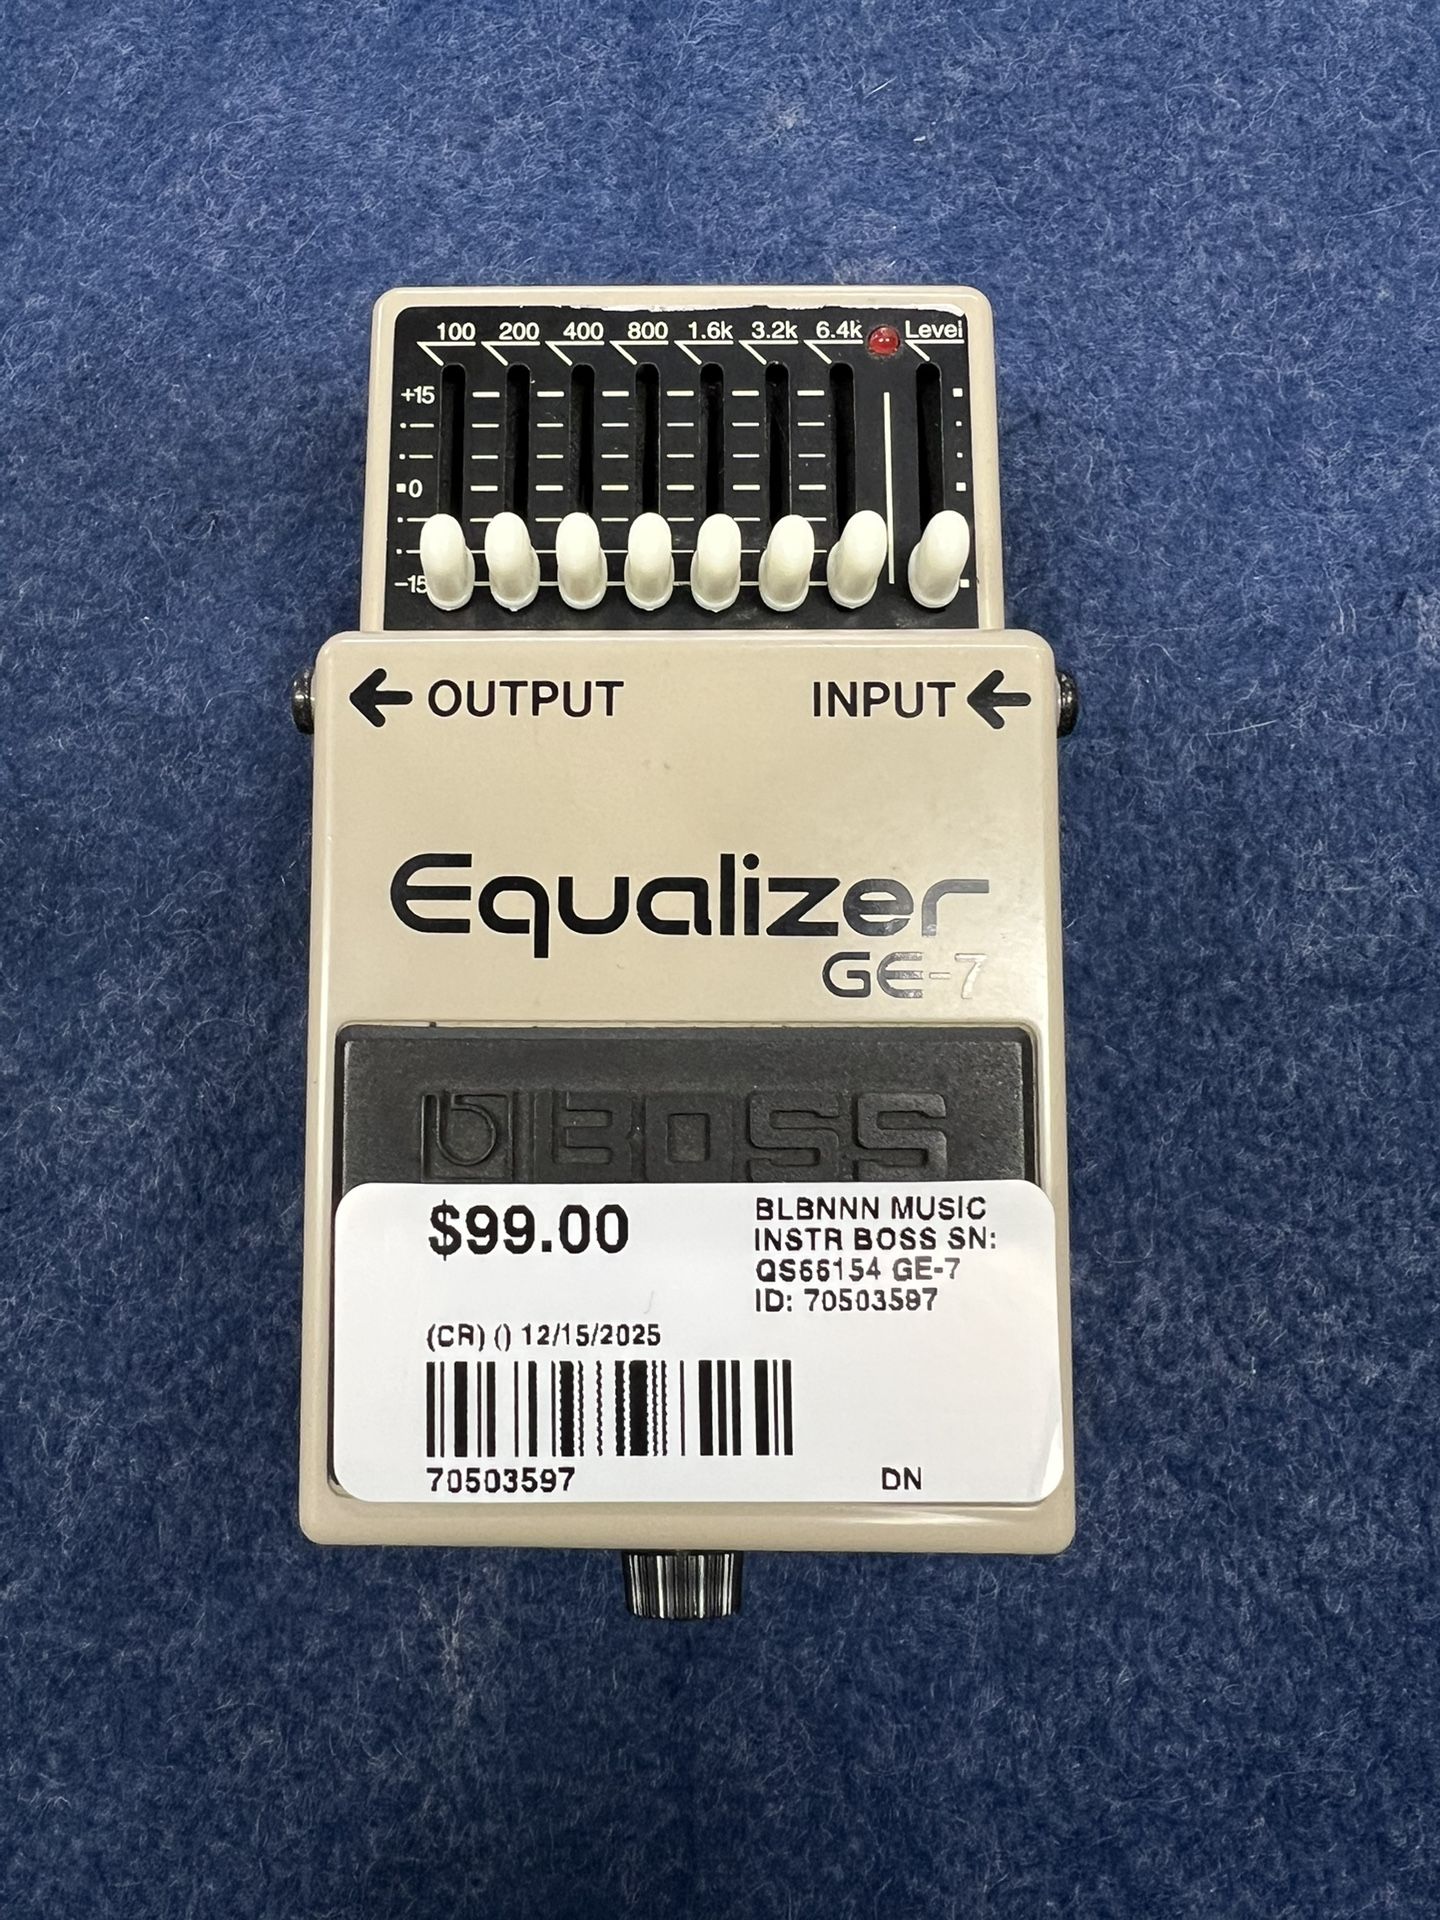 100 200 400 800 1.6k 3.2k 6.4k Level
+15
0
-15
← OUTPUT INPUT ←
Equalizer
GE-7
BOSS
$99.00
BLBNNN MUSIC
INSTR BOSS SN:
QS66154 GE-7
ID: 70503597
(CR) () 12/15/2025
70503597
DN